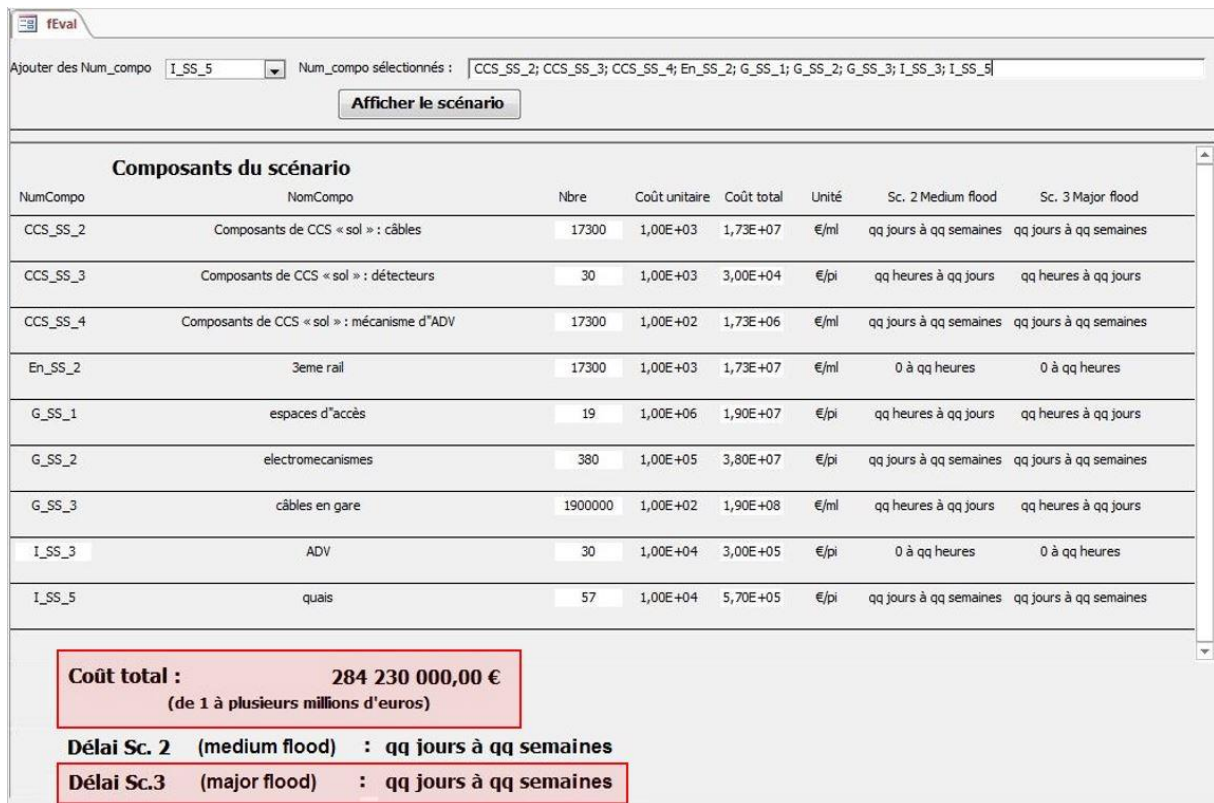 fEval
Ajouter des Num_compo I_SS_5 Num_compo sélectionnés : CCS_SS_2; CCS_SS_3; CCS_SS_4; En_SS_2; G_SS_1; G_SS_2; G_SS_3; I_SS_3; I_SS_5
Afficher le scénario
Composants du scénario
NumCompo NomCompo Nbre Coût unitaire Coût total Unité Sc. 2 Medium flood Sc. 3 Major flood
CCS_SS_2 Composants de CCS « sol » : câbles 17300 1,00E+03 1,73E+07 €/ml qq jours à qq semaines qq jours à qq semaines
CCS_SS_3 Composants de CCS « sol » : détecteurs 30 1,00E+03 3,00E+04 €/pi qq heures à qq jours qq heures à qq jours
CCS_SS_4 Composants de CCS « sol » : mécanisme d"ADV 17300 1,00E+02 1,73E+06 €/ml qq jours à qq semaines qq jours à qq semaines
En_SS_2 3eme rail 17300 1,00E+03 1,73E+07 €/ml 0 à qq heures 0 à qq heures
G_SS_1 espaces d"accès 19 1,00E+06 1,90E+07 €/pi qq heures à qq jours qq heures à qq jours
G_SS_2 electromecanismes 380 1,00E+05 3,80E+07 €/pi qq jours à qq semaines qq jours à qq semaines
G_SS_3 câbles en gare 1900000 1,00E+02 1,90E+08 €/ml qq heures à qq jours qq heures à qq jours
I_SS_3 ADV 30 1,00E+04 3,00E+05 €/pi 0 à qq heures 0 à qq heures
I_SS_5 quais 57 1,00E+04 5,70E+05 €/pi qq jours à qq semaines qq jours à qq semaines
Coût total : 284 230 000,00 €
(de 1 à plusieurs millions d'euros)
Délai Sc. 2 (medium flood) : qq jours à qq semaines
Délai Sc.3 (major flood) : qq jours à qq semaines